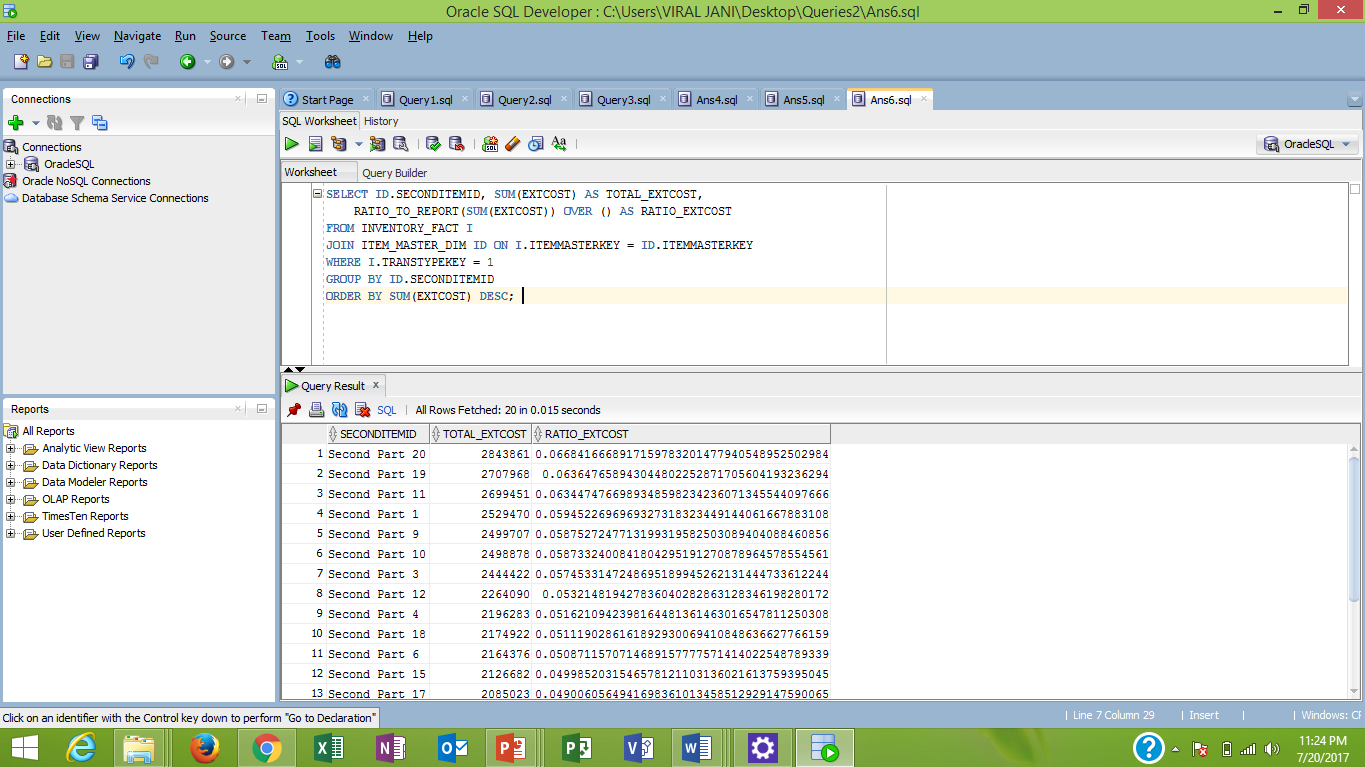 Oracle SQL Developer : C:\Users\VIRAL JANI\Desktop\Queries2\Ans6.sql
File Edit View Navigate Run Source Team Tools Window Help
Connections
Connections
OracleSQL
Oracle NoSQL Connections
Database Schema Service Connections
Reports
All Reports
Analytic View Reports
Data Dictionary Reports
Data Modeler Reports
OLAP Reports
TimesTen Reports
User Defined Reports
Start Page Query1.sql Query2.sql Query3.sql Ans4.sql Ans5.sql Ans6.sql
SQL Worksheet History
OracleSQL
Worksheet Query Builder
SELECT ID.SECONDITEMID, SUM(EXTCOST) AS TOTAL_EXTCOST,
RATIO_TO_REPORT(SUM(EXTCOST)) OVER () AS RATIO_EXTCOST
FROM INVENTORY_FACT I
JOIN ITEM_MASTER_DIM ID ON I.ITEMMASTERKEY = ID.ITEMMASTERKEY
WHERE I.TRANSTYPEKEY = 1
GROUP BY ID.SECONDITEMID
ORDER BY SUM(EXTCOST) DESC;
Query Result
SQL | All Rows Fetched: 20 in 0.015 seconds
SECONDITEMID TOTAL_EXTCOST RATIO_EXTCOST
1 Second Part 20 2843861 0.0668416668917159783201477940548952502984
2 Second Part 19 2707968 0.063647658943044802252871705604193236294
3 Second Part 11 2699451 0.0634474766989348598234236071345544097666
4 Second Part 1 2529470 0.0594522696969327318323449144061667883108
5 Second Part 9 2499707 0.0587527247713199319582503089404088460856
6 Second Part 10 2498878 0.0587332400841804295191270878964578554561
7 Second Part 3 2444422 0.0574533147248695189945262131444733612244
8 Second Part 12 2264090 0.053214819427836040282863128346198280172
9 Second Part 4 2196283 0.0516210942398164481361463016547811250308
10 Second Part 18 2174922 0.0511190286161892930069410848636627766159
11 Second Part 6 2164376 0.0508711570714689157777571414022548789339
12 Second Part 15 2126682 0.0499852031546578121103136021613759395045
13 Second Part 17 2085023 0.0490060564941698361013458512929147590065
Click on an identifier with the Control key down to perform "Go to Declaration"
Line 7 Column 29 | Insert | Windows: CF
11:24 PM
7/20/2017